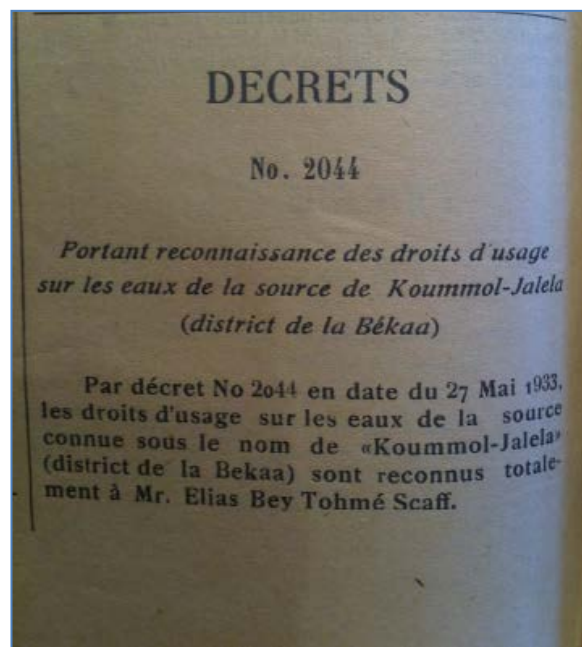 DECRETS
No. 2044
Portant reconnaissance des droits d'usage
sur les eaux de la source de Koummol-Jalela
(district de la Békaa)
Par décret No 2044 en date du 27 Mai 1933,
les droits d'usage sur les eaux de la source
connue sous le nom de «Koummol-Jalela»
(district de la Bekaa) sont reconnus totale-
ment à Mr. Elias Bey Tohmé Scaff.